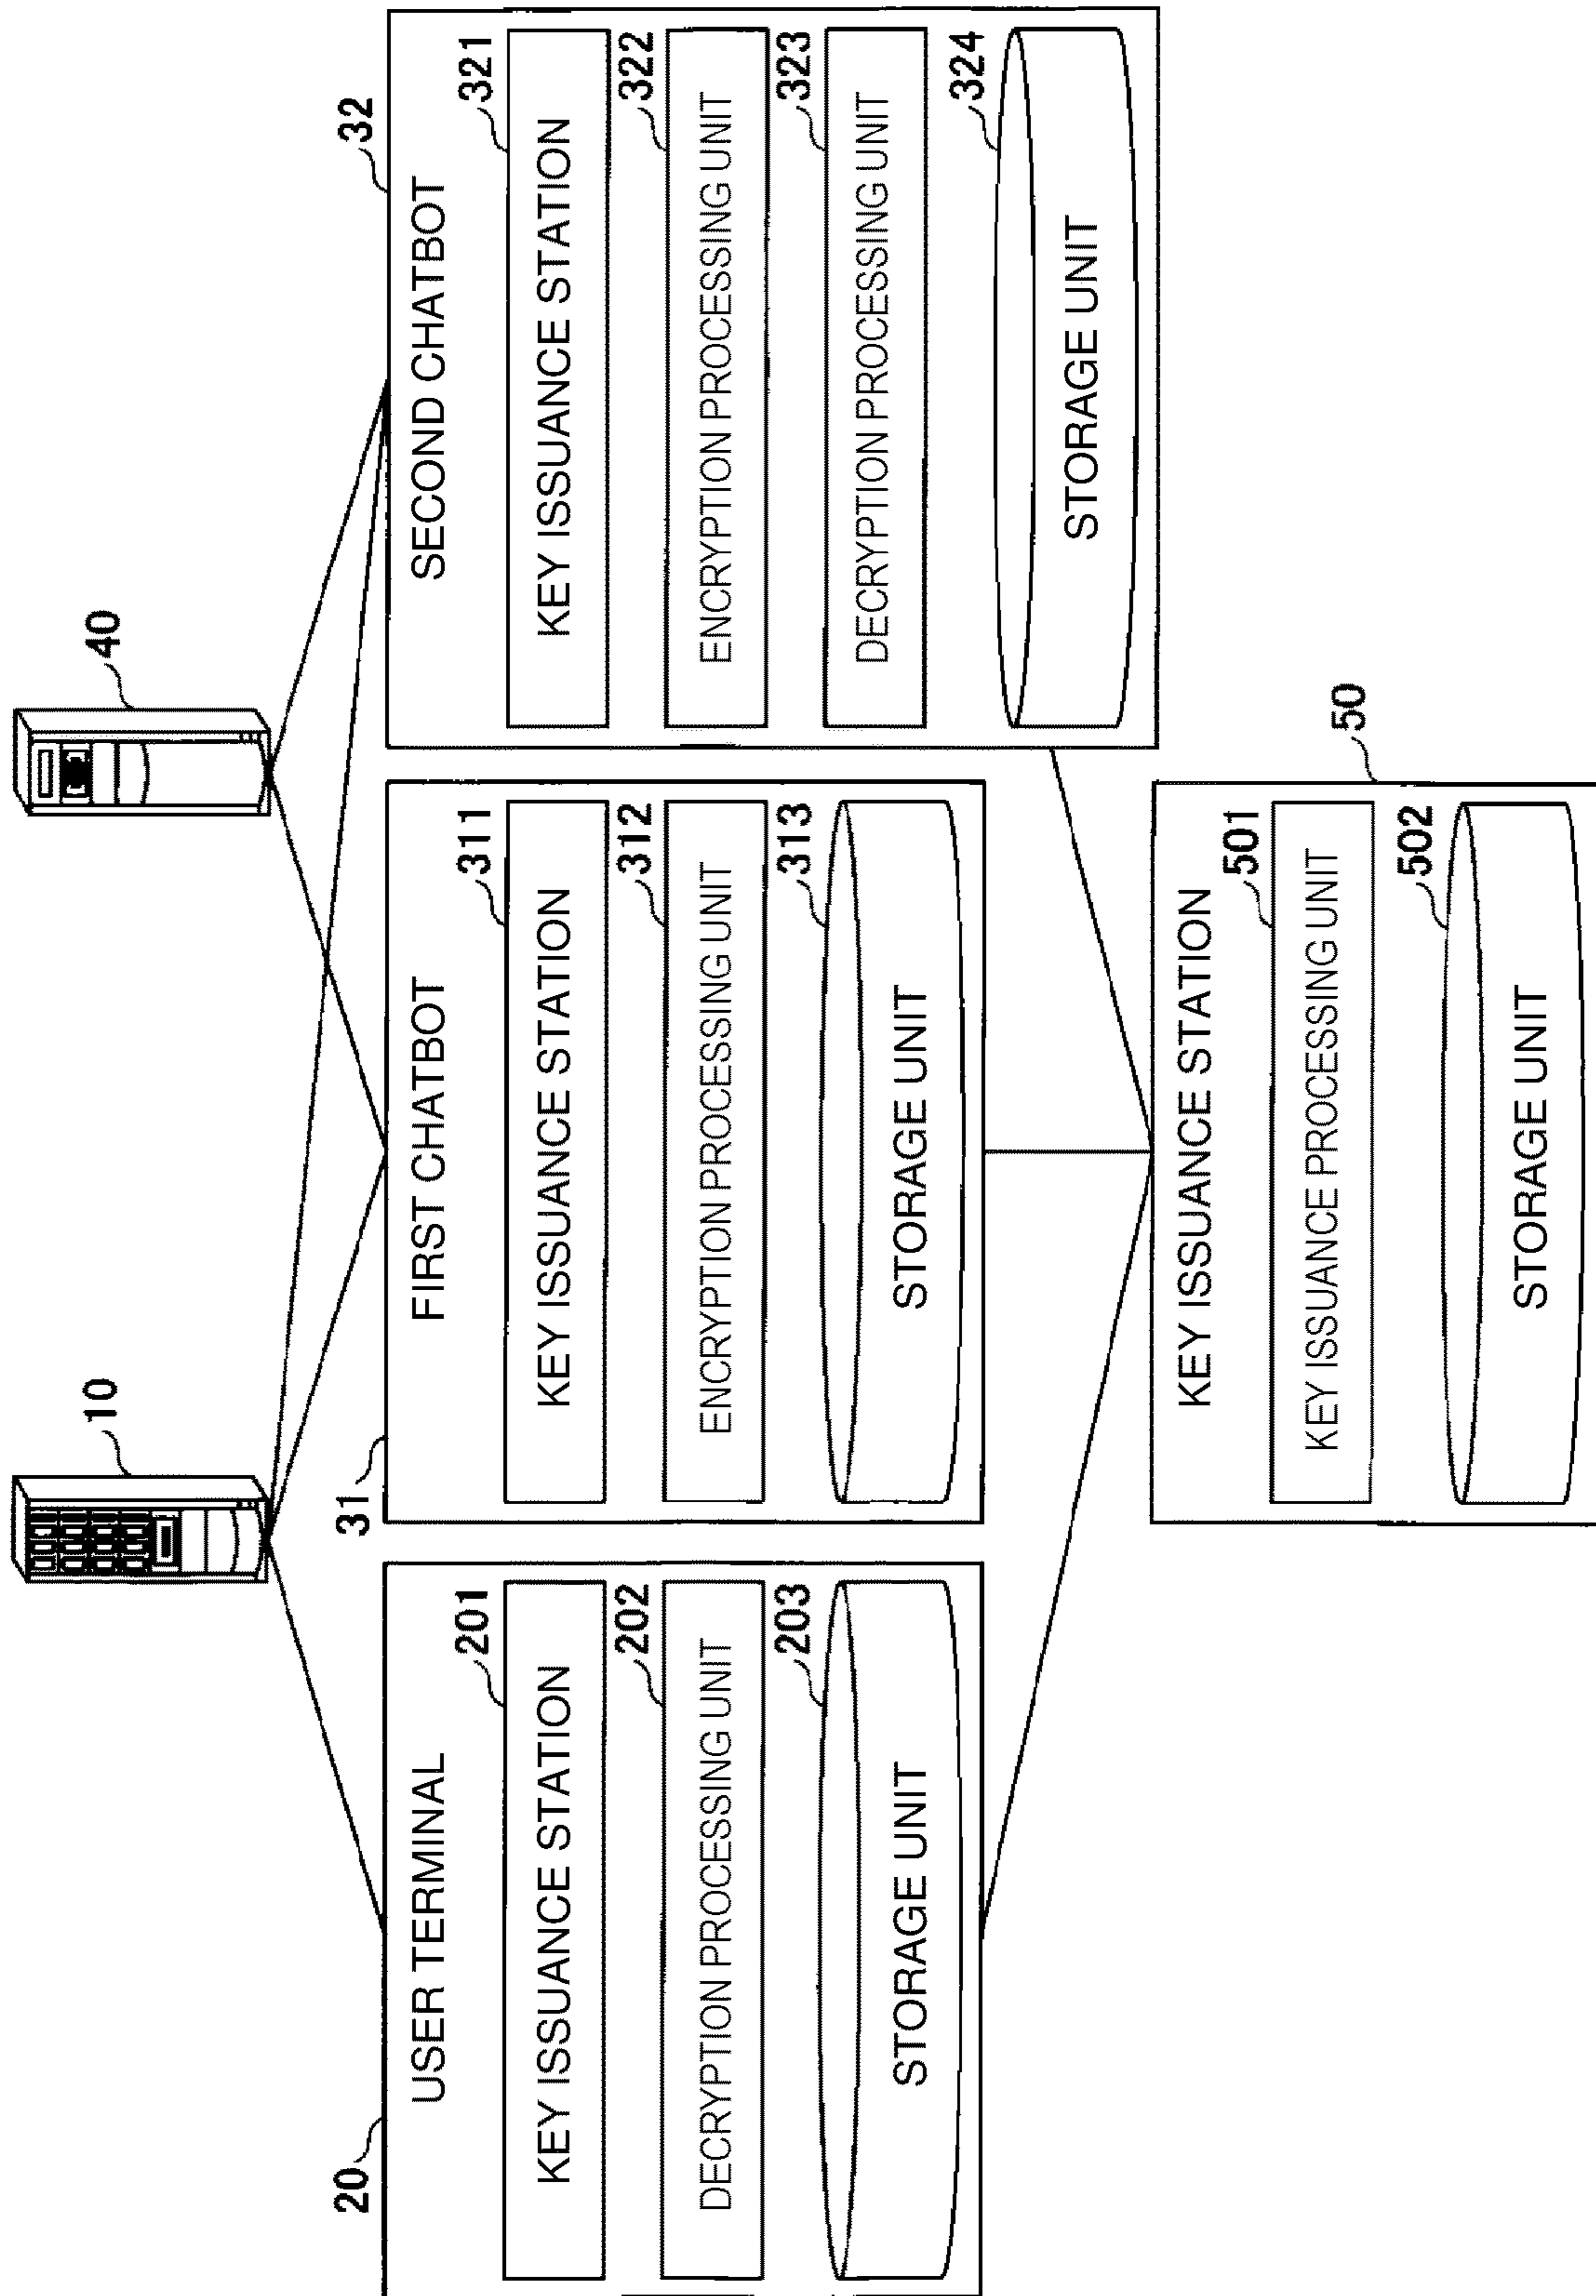 10
40
20
USER TERMINAL
201
KEY ISSUANCE STATION
202
DECRYPTION PROCESSING UNIT
203
STORAGE UNIT
31
FIRST CHATBOT
311
KEY ISSUANCE STATION
312
ENCRYPTION PROCESSING UNIT
313
STORAGE UNIT
32
SECOND CHATBOT
321
KEY ISSUANCE STATION
322
ENCRYPTION PROCESSING UNIT
323
DECRYPTION PROCESSING UNIT
324
STORAGE UNIT
50
KEY ISSUANCE STATION
501
KEY ISSUANCE PROCESSING UNIT
502
STORAGE UNIT